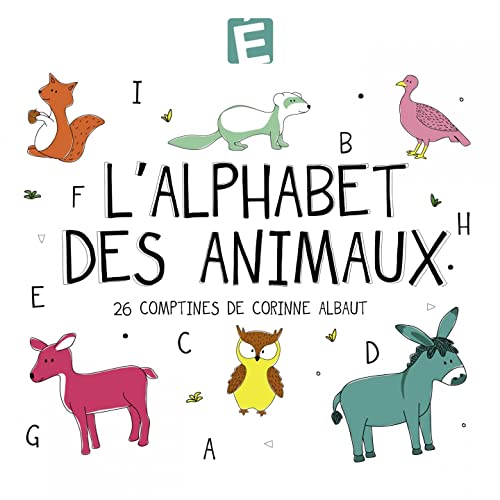 É
I
B
F
L'ALPHABET
H
DES ANIMAUX
E
26 COMPTINES DE CORINNE ALBAUT
C
D
G
A